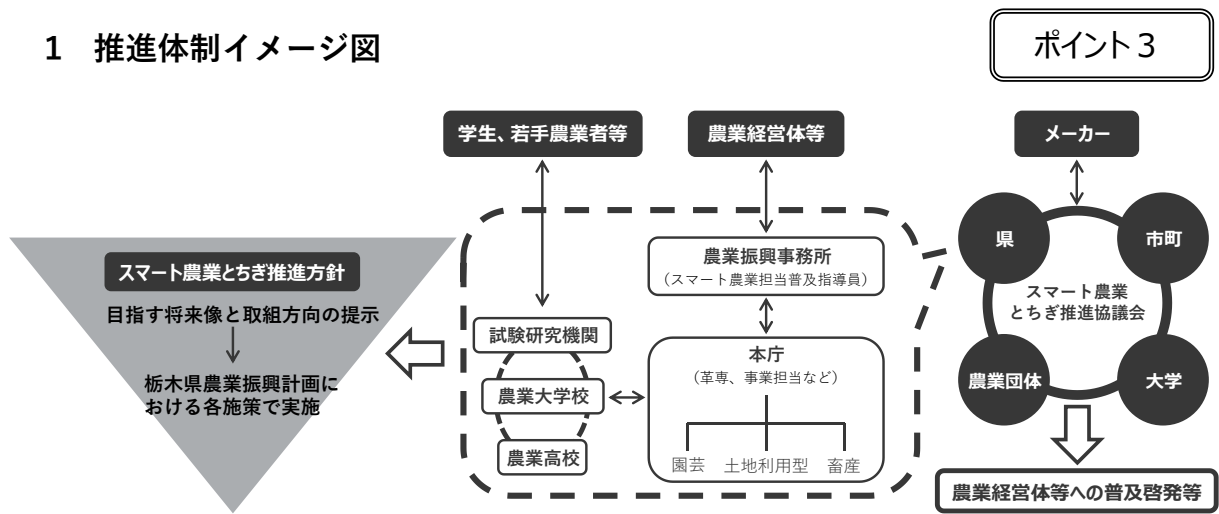 1 推進体制イメージ図
ポイント3
学生、若手農業者等
農業経営体等
メーカー
スマート農業とちぎ推進方針
目指す将来像と取組方向の提示
栃木県農業振興計画に
おける各施策で実施
農業振興事務所
(スマート農業担当普及指導員)
試験研究機関
農業大学校
農業高校
本庁
(革専、事業担当など)
園芸 土地利用型 畜産
県
市町
スマート農業
とちぎ推進協議会
農業団体
大学
農業経営体等への普及啓発等